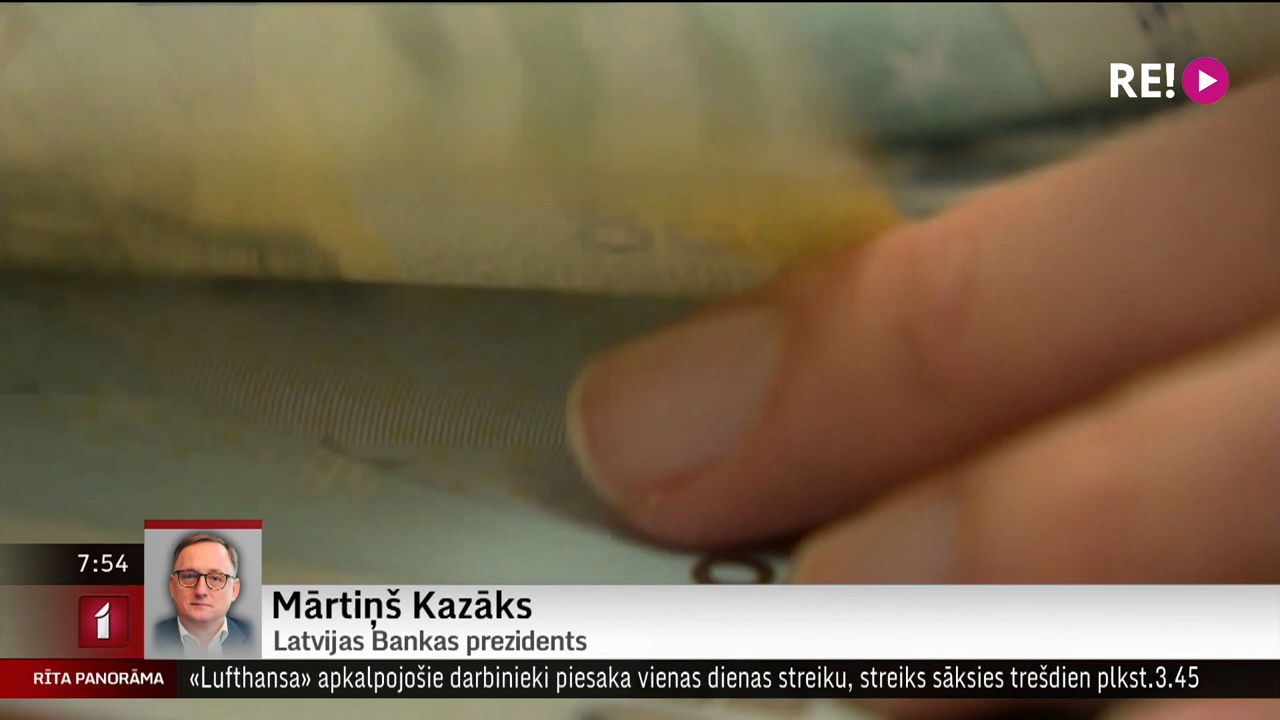 RE!
7:54
1
Mārtiņš Kazāks
Latvijas Bankas prezidents
RĪTA PANORĀMA
«Lufthansa» apkalpojošie darbinieki piesaka vienas dienas streiku, streiks sāksies trešdien plkst.3.45